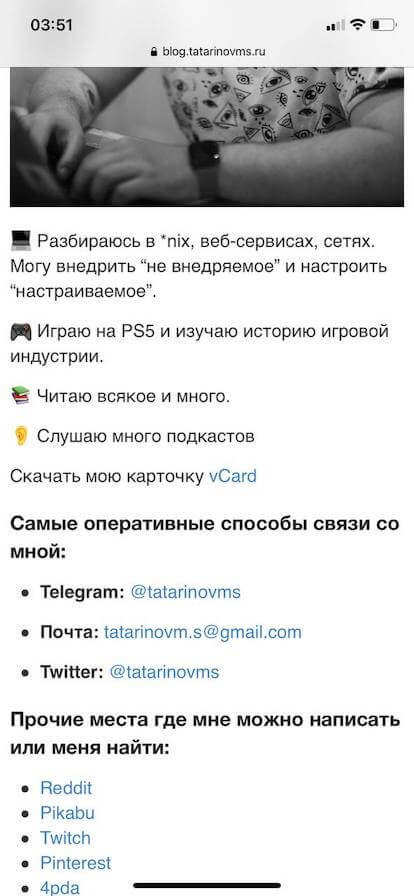 03:51
blog.tatarinovms.ru
💻 Разбираюсь в *nix, веб-сервисах, сетях.
Могу внедрить “не внедряемое” и настроить
“настраиваемое”.
🎮 Играю на PS5 и изучаю историю игровой
индустрии.
📚 Читаю всякое и много.
👂 Слушаю много подкастов
Скачать мою карточку vCard
Самые оперативные способы связи со
мной:
• Telegram: @tatarinovms
• Почта: tatarinovm.s@gmail.com
• Twitter: @tatarinovms
Прочие места где мне можно написать
или меня найти:
• Reddit
• Pikabu
• Twitch
• Pinterest
• 4pda